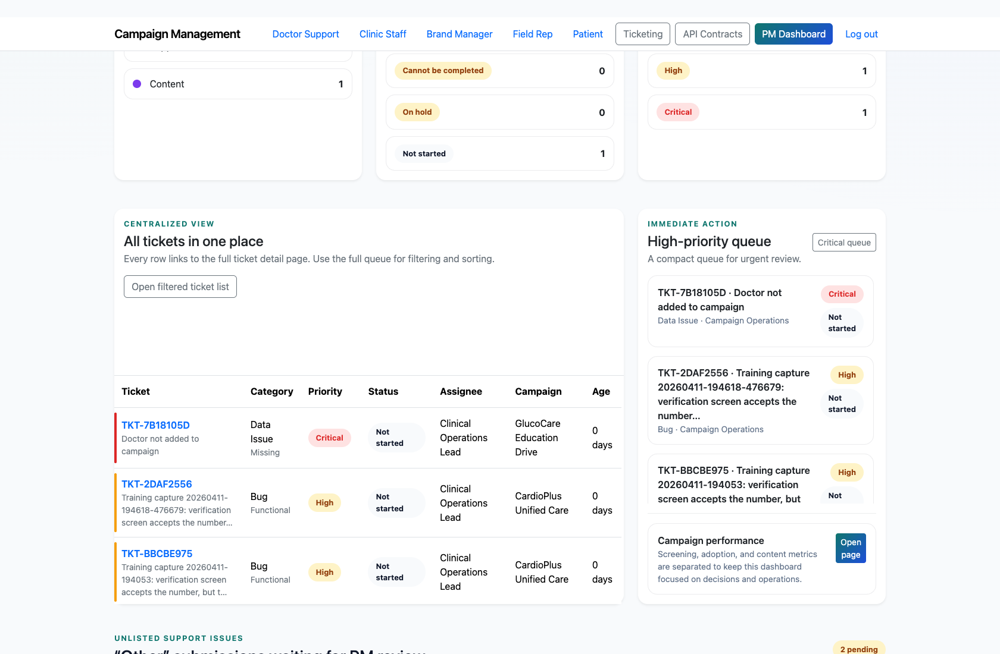 Campaign Management
Doctor Support
Clinic Staff
Brand Manager
Field Rep
Patient
Ticketing
API Contracts
PM Dashboard
Log out
Content 1
Cannot be completed 0
On hold 0
Not started 1
High 1
Critical 1
CENTRALIZED VIEW
All tickets in one place
Every row links to the full ticket detail page. Use the full queue for filtering and sorting.
Open filtered ticket list
Ticket Category Priority Status Assignee Campaign Age
TKT-7B18105D
Doctor not added to
campaign
Data
Issue
Missing
Critical
Not
started
Clinical
Operations
Lead
GlucoCare
Education
Drive
0
days
TKT-2DAF2556
Training capture 20260411-
194618-476679: verification
screen accepts the number...
Bug
Functional
High
Not
started
Clinical
Operations
Lead
CardioPlus
Unified Care
0
days
TKT-BBCBE975
Training capture 20260411-
194053: verification screen
accepts the number, but t...
Bug
Functional
High
Not
started
Clinical
Operations
Lead
CardioPlus
Unified Care
0
days
IMMEDIATE ACTION
High-priority queue
Critical queue
A compact queue for urgent review.
TKT-7B18105D · Doctor not
added to campaign
Data Issue · Campaign Operations
Critical
Not
started
TKT-2DAF2556 · Training capture
20260411-194618-476679:
verification screen accepts the
number...
Bug · Campaign Operations
High
Not
started
TKT-BBCBE975 · Training capture
20260411-194053: verification
screen accepts the number, but
High
Not
Campaign performance
Screening, adoption, and content metrics
are separated to keep this dashboard
focused on decisions and operations.
Open
page
UNLISTED SUPPORT ISSUES
“Other” submissions waiting for PM review
2 pending